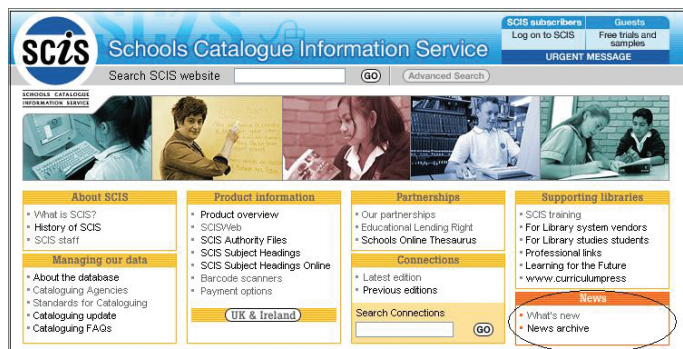 SCIS subscribers
Guests
Log on to SCIS
Free trials and
samples
URGENT MESSAGE
scis
Schools Catalogue Information Service
SCHOOLS CATALOGUE
INFORMATION SERVICE
Search SCIS website
GO
Advanced Search
About SCIS
What is SCIS?
History of SCIS
SCIS staff
Managing our data
About the database
Cataloguing Agencies
Standards for Cataloguing
Cataloguing update
Cataloguing FAQs
Product information
Product overview
SCISWeb
SCIS Authority Files
SCIS Subject Headings
SCIS Subject Headings Online
Barcode scanners
Payment options
UK & Ireland
Partnerships
Our partnerships
Educational Lending Right
Schools Online Thesaurus
Connections
Latest edition
Previous editions
Search Connections
GO
Supporting libraries
SCIS training
For Library system vendors
For Library studies students
Professional links
Learning for the Future
www.curriculumpress
News
What's new
News archive